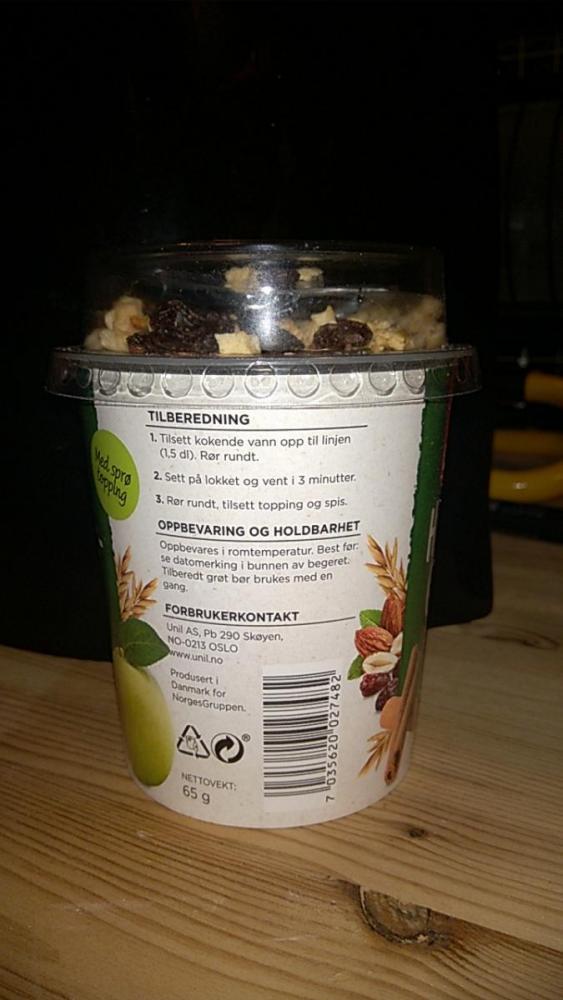 Med sprø
topping
TILBEREDNING
1. Tilsett kokende vann opp til linjen
(1,5 dl). Rør rundt.
2. Sett på lokket og vent i 3 minutter.
3. Rør rundt, tilsett topping og spis.
OPPBEVARING OG HOLDBARHET
Oppbevares i romtemperatur. Best før:
se datomerking i bunnen av begeret.
Tilberedt grøt bør brukes med en
gang.
FORBRUKERKONTAKT
Unil AS, Pb 290 Skøyen,
NO-0213 OSLO
www.unil.no
Produsert i
Danmark for
NorgesGruppen.
NETTOVEKT:
65 g
7 035620 027482